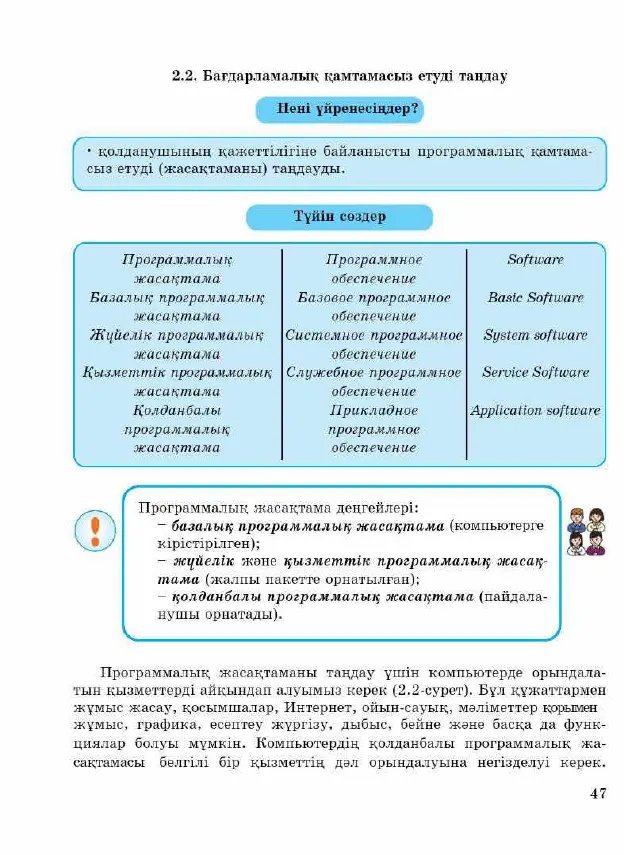 2.2. Бағдарламалық қамтамасыз етуді таңдау
Нені үйренесіңдер?
• қолданушының қажеттілігіне байланысты программалық қамтама-
сыз етуді (жасақтаманы) таңдауды.
Түйін сөздер
Программалық Программное Software
жасақтама обеспечение
Базалық программалық Базовое программное Basic Software
жасақтама обеспечение
Жүйелік программалық Системное программное System software
жасақтама обеспечение
Қызметтік программалық Служебное программное Service Software
жасақтама обеспечение
Қолданбалы Прикладное Application software
программалық программное
жасақтама обеспечение
Программалық жасақтама деңгейлері:
– базалық программалық жасақтама (компьютерге
кірістірілген);
– жүйелік және қызметтік программалық жасақ-
тама (жалпы пакетте орнатылған);
– қолданбалы программалық жасақтама (пайдала-
нушы орнатады).
Программалық жасақтаманы таңдау үшін компьютерде орындала-
тын қызметтерді айқындап алуымыз керек (2.2-сурет). Бұл құжаттармен
жұмыс жасау, қосымшалар, Интернет, ойын-сауық, мәліметтер қорымен
жұмыс, графика, есептеу жүргізу, дыбыс, бейне және басқа да функ-
циялар болуы мүмкін. Компьютердің қолданбалы программалық жа-
сақтамасы белгілі бір қызметтің дәл орындалуына негізделуі керек.
47